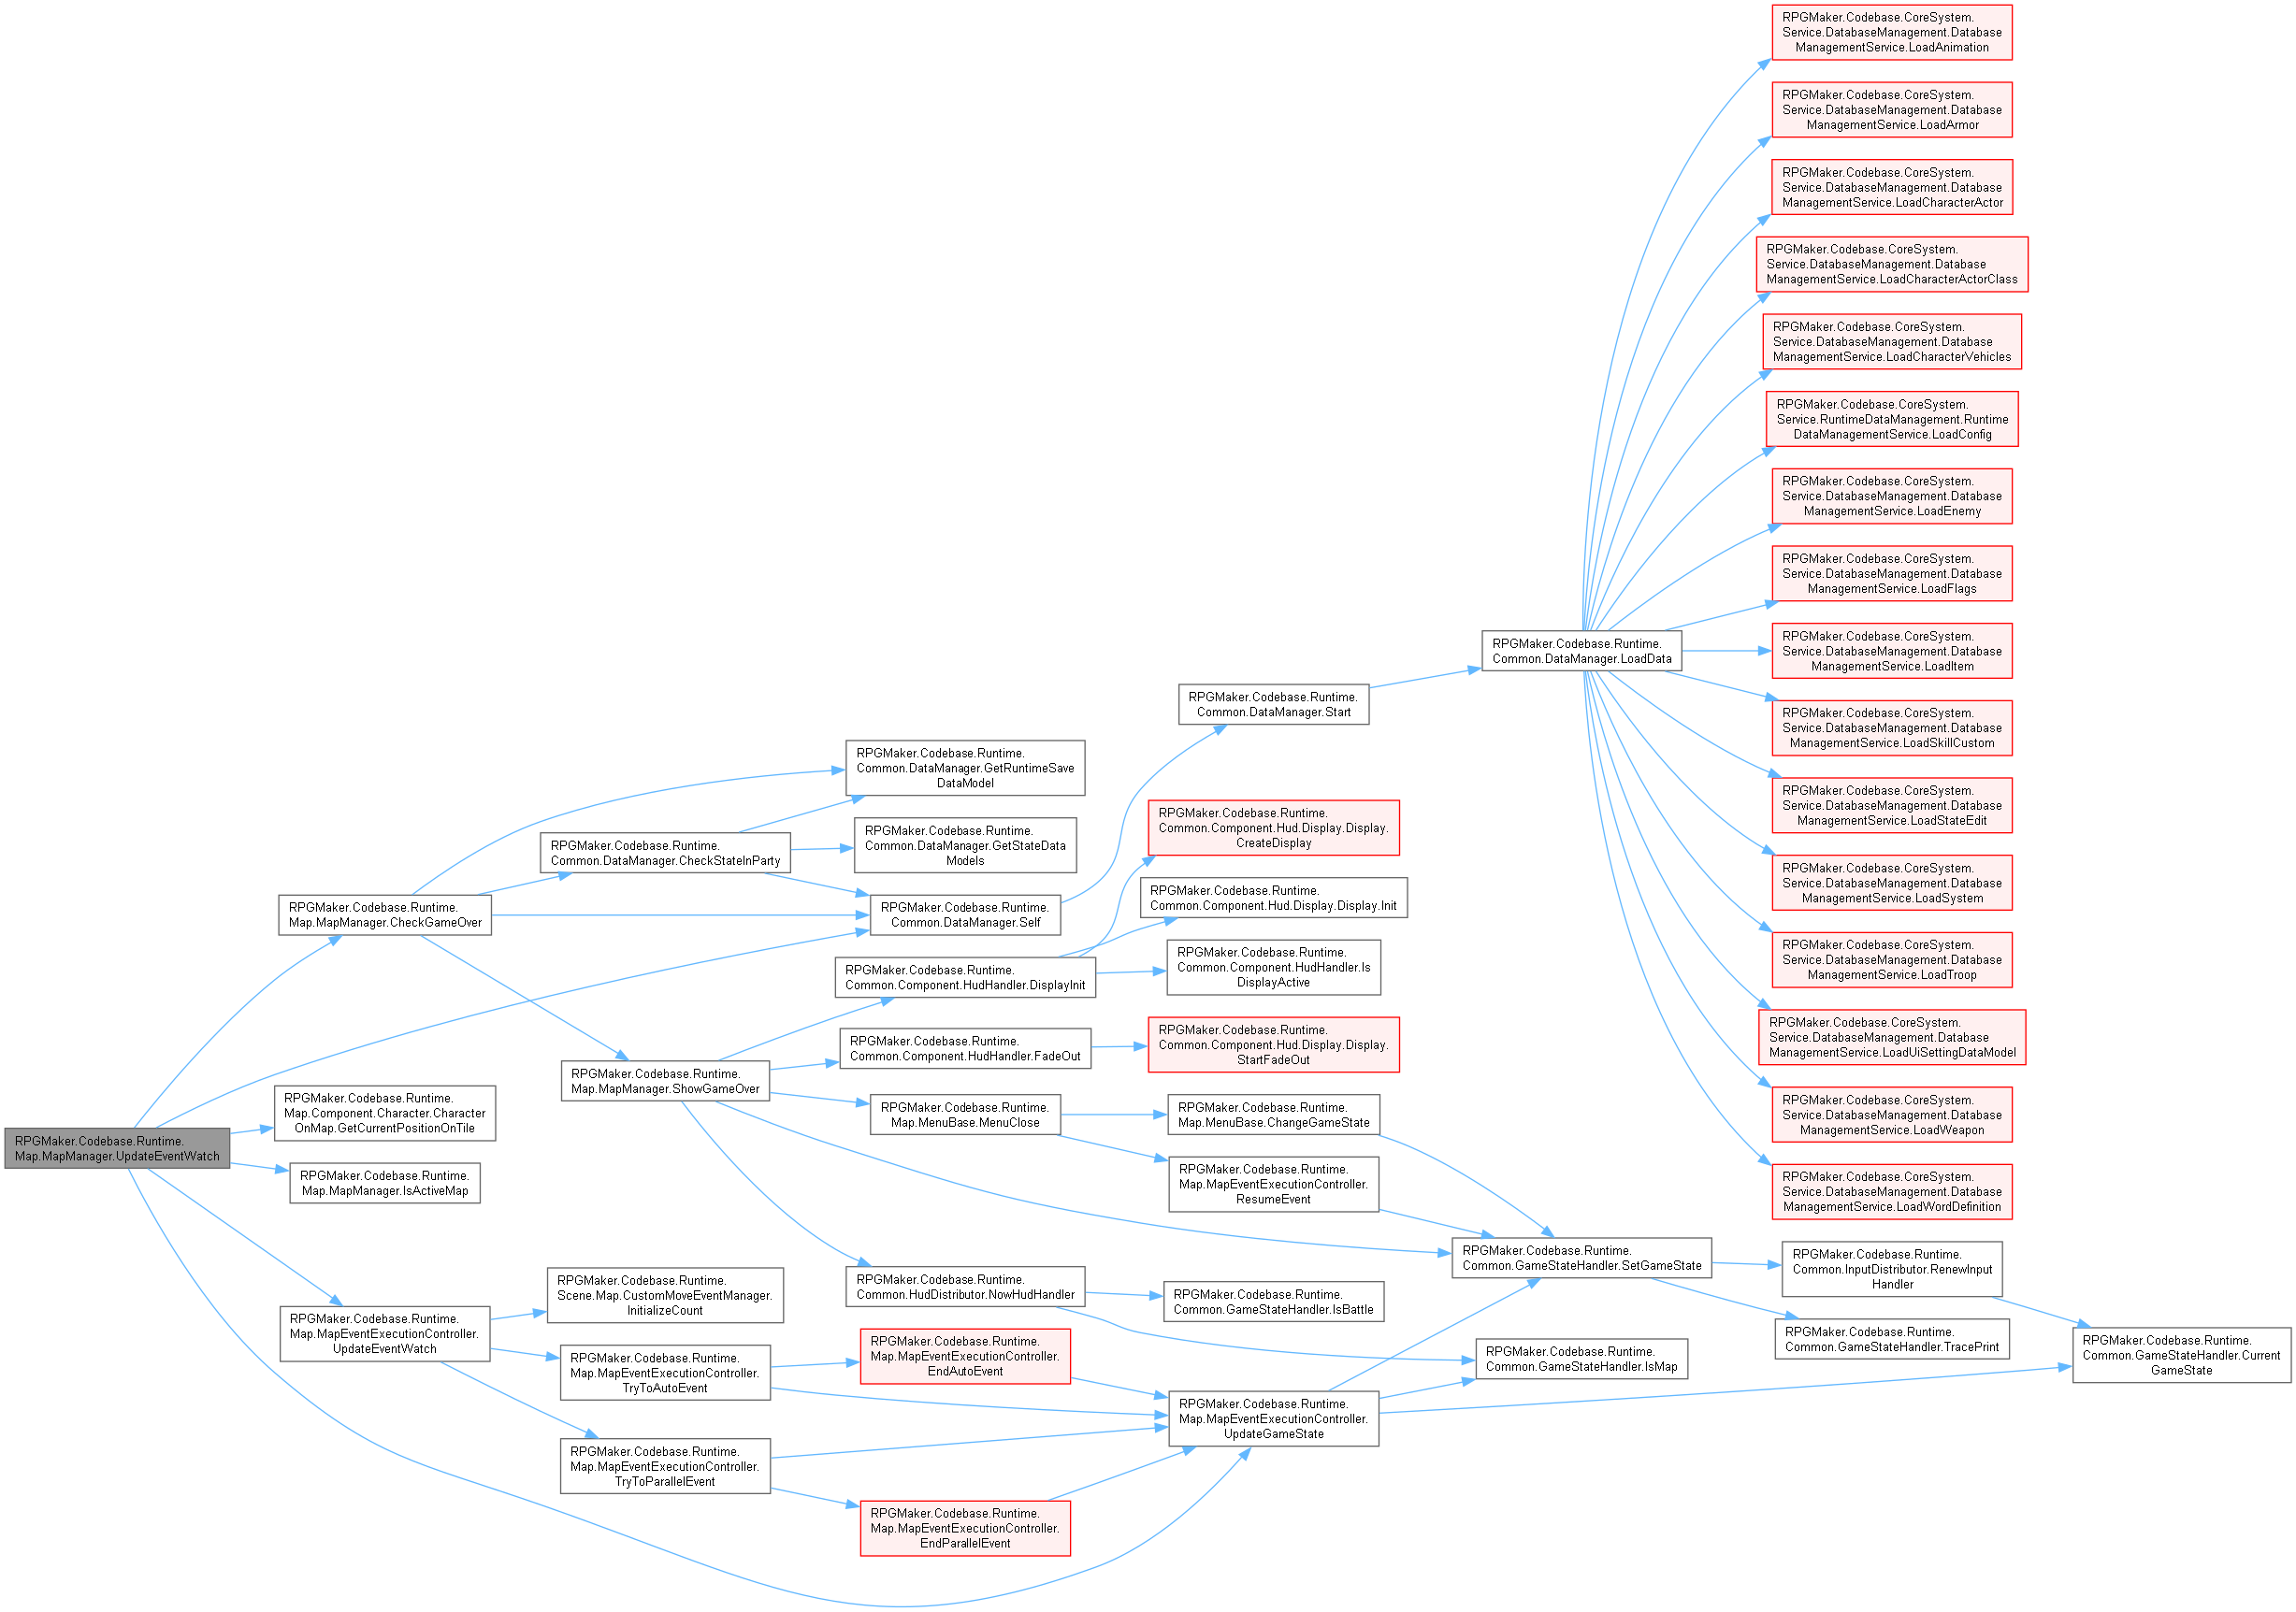 RPGMaker.Codebase.Runtime.
Map.MapManager.UpdateEventWatch
RPGMaker.Codebase.Runtime.
Map.MapManager.CheckGameOver
RPGMaker.Codebase.Runtime.
Map.Component.Character.Character
OnMap.GetCurrentPositionOnTile
RPGMaker.Codebase.Runtime.
Map.MapManager.IsActiveMap
RPGMaker.Codebase.Runtime.
Map.MapEventExecutionController.
UpdateEventWatch
RPGMaker.Codebase.Runtime.
Common.DataManager.CheckStateInParty
RPGMaker.Codebase.Runtime.
Map.MapManager.ShowGameOver
RPGMaker.Codebase.Runtime.
Scene.Map.CustomMoveEventManager.
InitializeCount
RPGMaker.Codebase.Runtime.
Map.MapEventExecutionController.
TryToAutoEvent
RPGMaker.Codebase.Runtime.
Map.MapEventExecutionController.
TryToParallelEvent
RPGMaker.Codebase.Runtime.
Common.DataManager.GetRuntimeSave
DataModel
RPGMaker.Codebase.Runtime.
Common.DataManager.GetStateData
Models
RPGMaker.Codebase.Runtime.
Common.DataManager.Self
RPGMaker.Codebase.Runtime.
Common.Component.HudHandler.DisplayInit
RPGMaker.Codebase.Runtime.
Common.Component.HudHandler.FadeOut
RPGMaker.Codebase.Runtime.
Map.MenuBase.MenuClose
RPGMaker.Codebase.Runtime.
Common.HudDistributor.NowHudHandler
RPGMaker.Codebase.Runtime.
Map.MapEventExecutionController.
EndAutoEvent
RPGMaker.Codebase.Runtime.
Map.MapEventExecutionController.
EndParallelEvent
RPGMaker.Codebase.Runtime.
Common.DataManager.Start
RPGMaker.Codebase.Runtime.
Common.Component.Hud.Display.Display.
CreateDisplay
RPGMaker.Codebase.Runtime.
Common.Component.Hud.Display.Display.Init
RPGMaker.Codebase.Runtime.
Common.Component.HudHandler.Is
DisplayActive
RPGMaker.Codebase.Runtime.
Common.Component.Hud.Display.Display.
StartFadeOut
RPGMaker.Codebase.Runtime.
Map.MenuBase.ChangeGameState
RPGMaker.Codebase.Runtime.
Map.MapEventExecutionController.
ResumeEvent
RPGMaker.Codebase.Runtime.
Common.GameStateHandler.IsBattle
RPGMaker.Codebase.Runtime.
Map.MapEventExecutionController.
UpdateGameState
RPGMaker.Codebase.Runtime.
Common.DataManager.LoadData
RPGMaker.Codebase.Runtime.
Common.GameStateHandler.SetGameState
RPGMaker.Codebase.Runtime.
Common.GameStateHandler.IsMap
RPGMaker.Codebase.CoreSystem.
Service.DatabaseManagement.Database
ManagementService.LoadAnimation
RPGMaker.Codebase.CoreSystem.
Service.DatabaseManagement.Database
ManagementService.LoadArmor
RPGMaker.Codebase.CoreSystem.
Service.DatabaseManagement.Database
ManagementService.LoadCharacterActor
RPGMaker.Codebase.CoreSystem.
Service.DatabaseManagement.Database
ManagementService.LoadCharacterActorClass
RPGMaker.Codebase.CoreSystem.
Service.DatabaseManagement.Database
ManagementService.LoadCharacterVehicles
RPGMaker.Codebase.CoreSystem.
Service.RuntimeDataManagement.Runtime
DataManagementService.LoadConfig
RPGMaker.Codebase.CoreSystem.
Service.DatabaseManagement.Database
ManagementService.LoadEnemy
RPGMaker.Codebase.CoreSystem.
Service.DatabaseManagement.Database
ManagementService.LoadFlags
RPGMaker.Codebase.CoreSystem.
Service.DatabaseManagement.Database
ManagementService.LoadItem
RPGMaker.Codebase.CoreSystem.
Service.DatabaseManagement.Database
ManagementService.LoadSkillCustom
RPGMaker.Codebase.CoreSystem.
Service.DatabaseManagement.Database
ManagementService.LoadStateEdit
RPGMaker.Codebase.CoreSystem.
Service.DatabaseManagement.Database
ManagementService.LoadSystem
RPGMaker.Codebase.CoreSystem.
Service.DatabaseManagement.Database
ManagementService.LoadTroop
RPGMaker.Codebase.CoreSystem.
Service.DatabaseManagement.Database
ManagementService.LoadUiSettingDataModel
RPGMaker.Codebase.CoreSystem.
Service.DatabaseManagement.Database
ManagementService.LoadWeapon
RPGMaker.Codebase.CoreSystem.
Service.DatabaseManagement.Database
ManagementService.LoadWordDefinition
RPGMaker.Codebase.Runtime.
Common.InputDistributor.RenewInput
Handler
RPGMaker.Codebase.Runtime.
Common.GameStateHandler.TracePrint
RPGMaker.Codebase.Runtime.
Common.GameStateHandler.Current
GameState